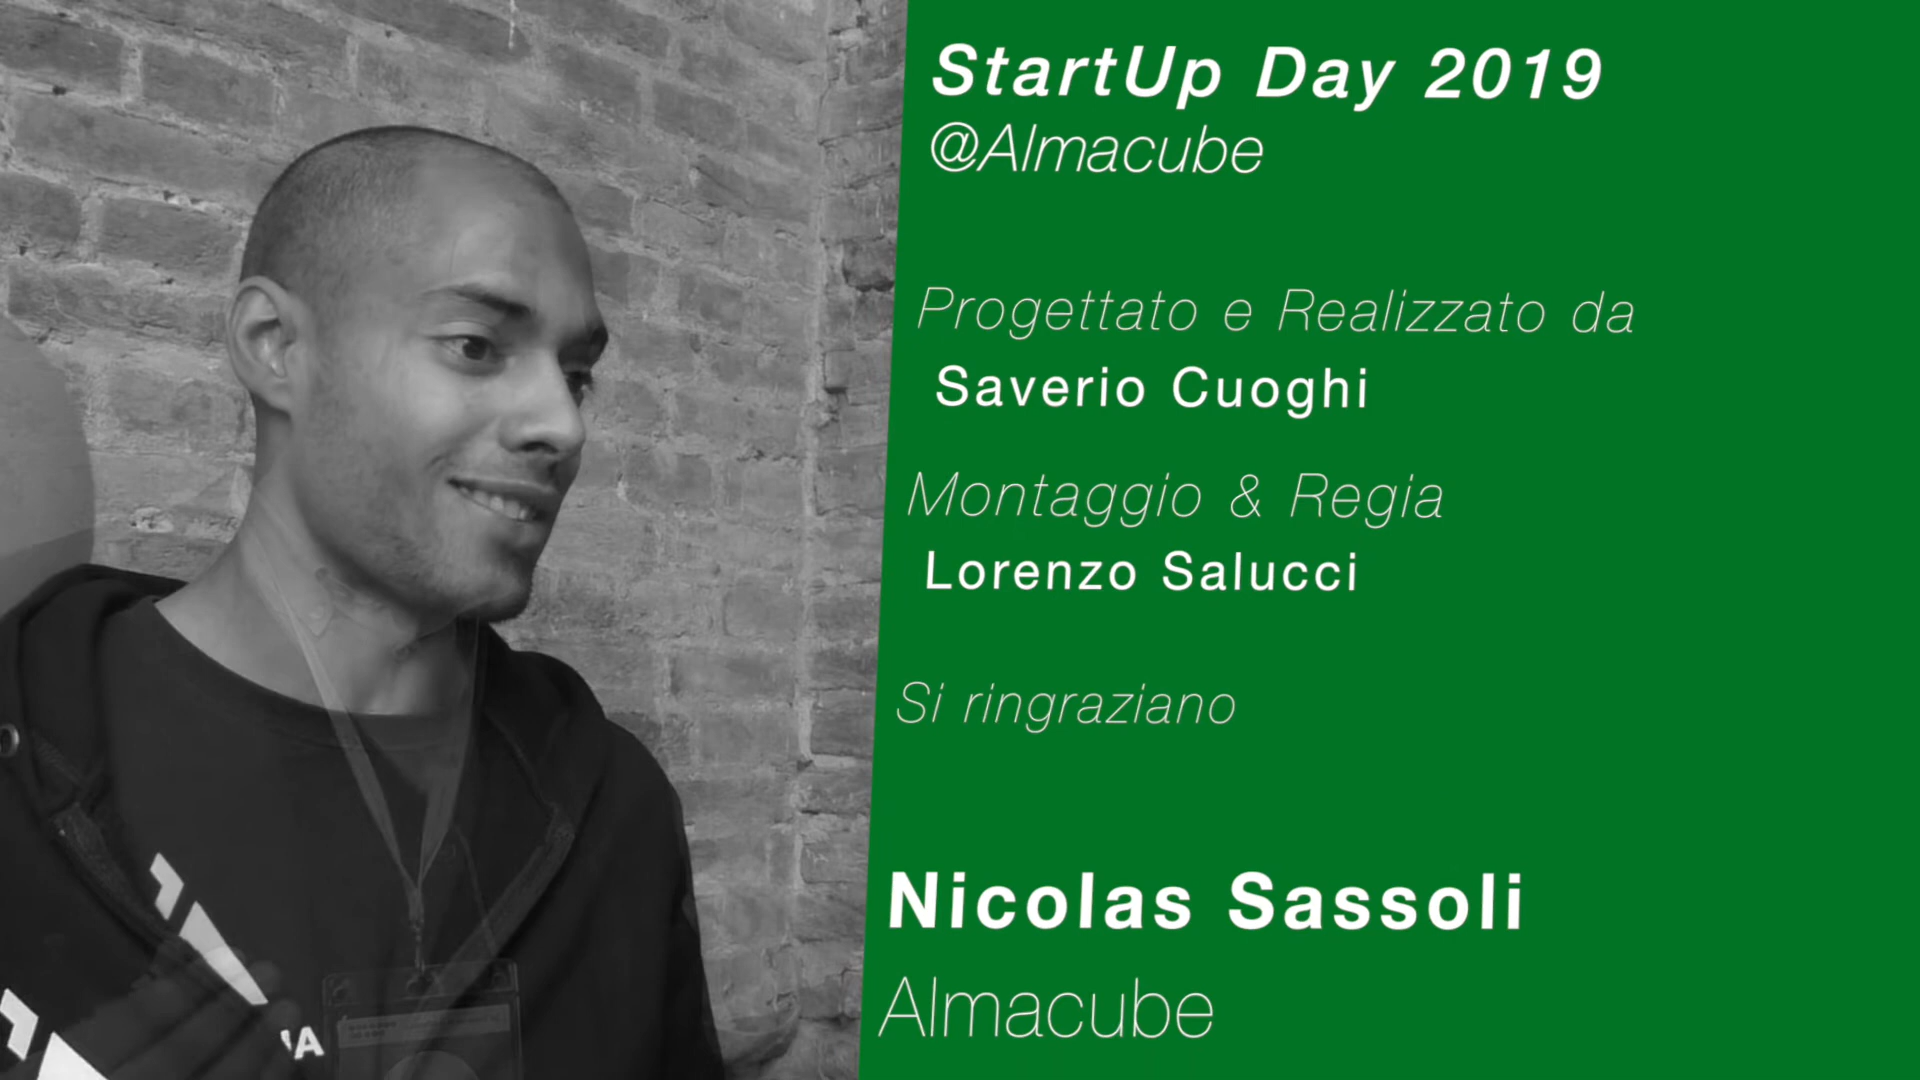 StartUp Day 2019
@Almacube
Progettato e Realizzato da
Saverio Cuoghi
Montaggio & Regia
Lorenzo Salucci
Si ringraziano
Nicolas Sassoli
Almacube